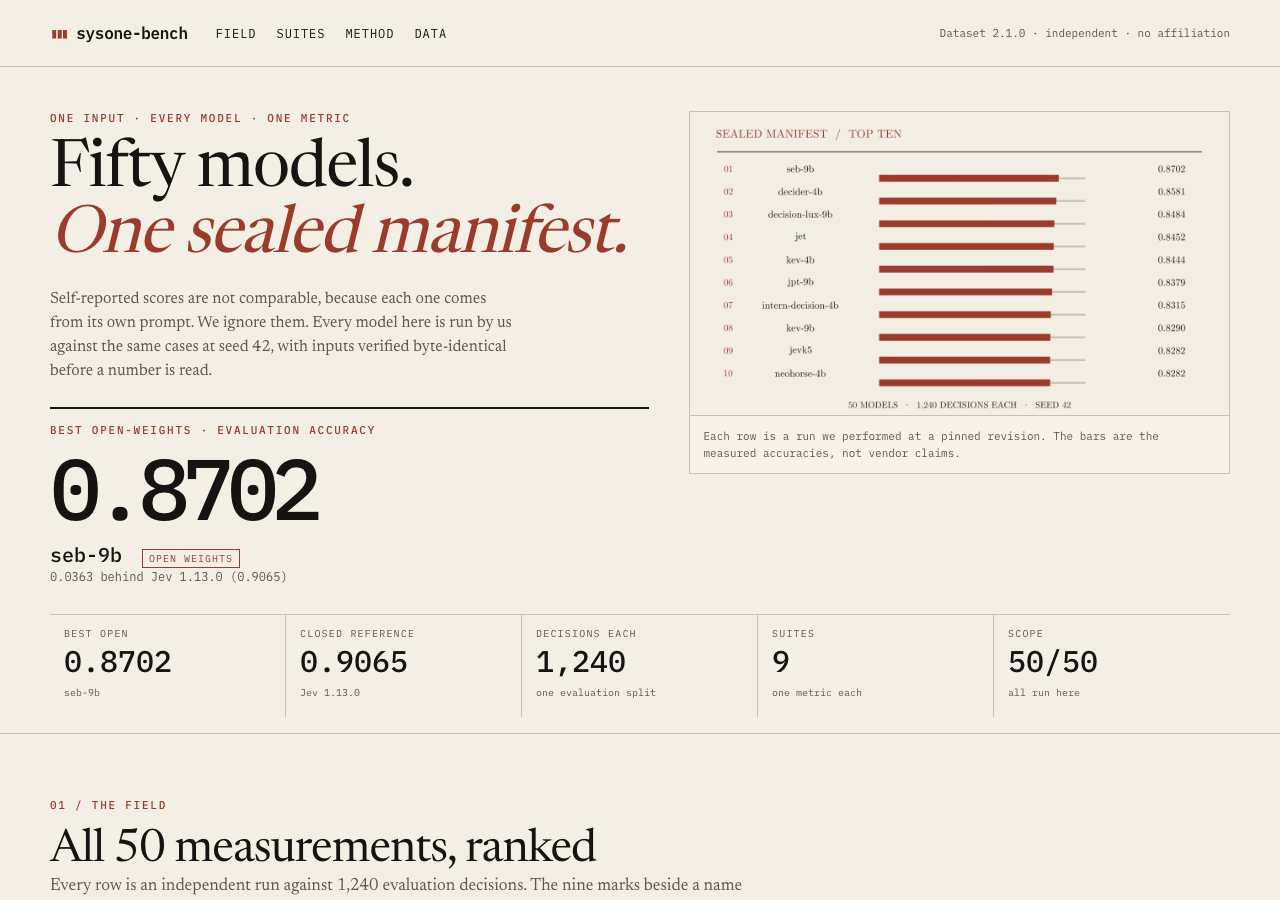 sysone-bench FIELD SUITES METHOD DATA Dataset 2.1.0 · independent · no affiliation
ONE INPUT · EVERY MODEL · ONE METRIC
Fifty models.
One sealed manifest.
Self-reported scores are not comparable, because each one comes
from its own prompt. We ignore them. Every model here is run by us
against the same cases at seed 42, with inputs verified byte-identical
before a number is read.
BEST OPEN-WEIGHTS · EVALUATION ACCURACY
0.8702
seb-9b OPEN WEIGHTS
0.0363 behind Jev 1.13.0 (0.9065)
SEALED MANIFEST / TOP TEN
01 seb-9b 0.8702
02 decider-4b 0.8581
03 decision-lux-9b 0.8484
04 jet 0.8452
05 kev-4b 0.8444
06 jpt-9b 0.8379
07 intern-decision-4b 0.8315
08 kev-9b 0.8290
09 jevk5 0.8282
10 neohorse-4b 0.8282
50 MODELS · 1,240 DECISIONS EACH · SEED 42
Each row is a run we performed at a pinned revision. The bars are the
measured accuracies, not vendor claims.
BEST OPEN
0.8702
seb-9b
CLOSED REFERENCE
0.9065
Jev 1.13.0
DECISIONS EACH
1,240
one evaluation split
SUITES
9
one metric each
SCOPE
50/50
all run here
01 / THE FIELD
All 50 measurements, ranked
Every row is an independent run against 1,240 evaluation decisions. The nine marks beside a name